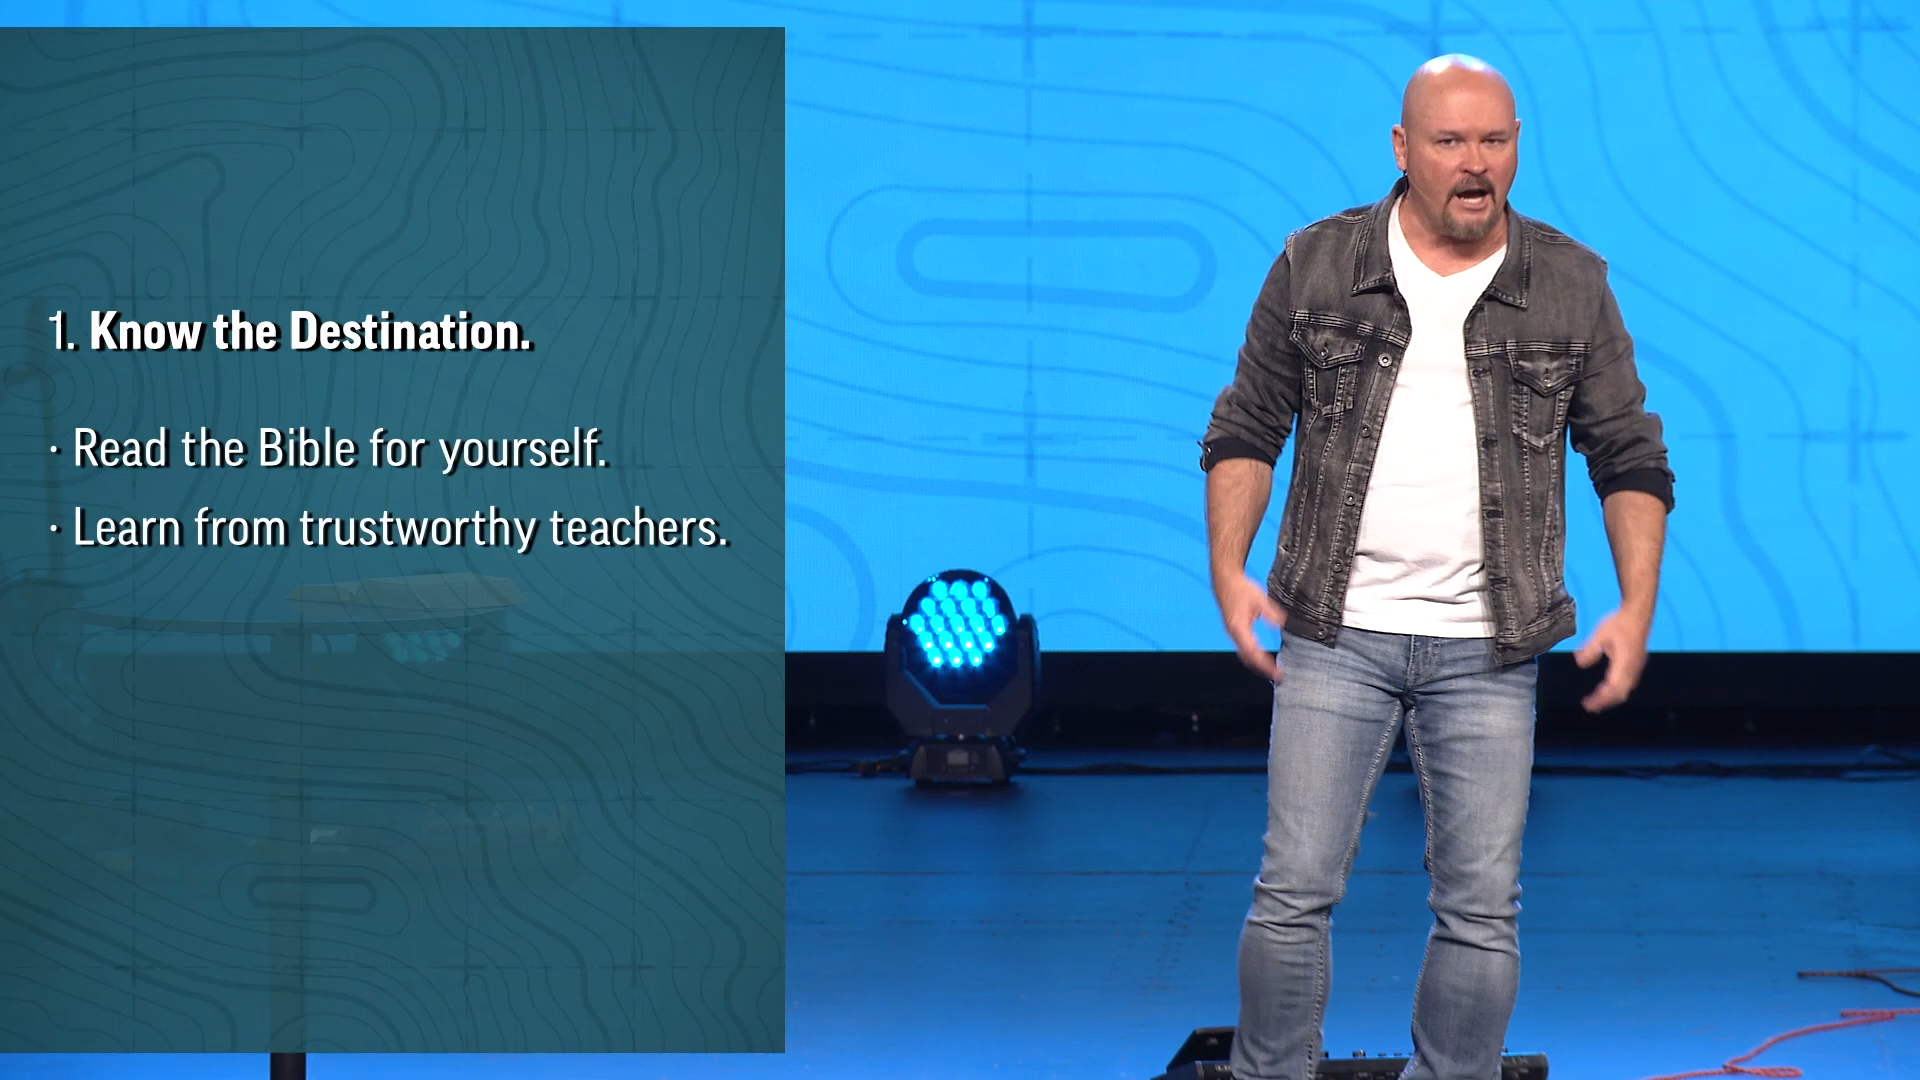 1. Know the Destination.
· Read the Bible for yourself.
· Learn from trustworthy teachers.